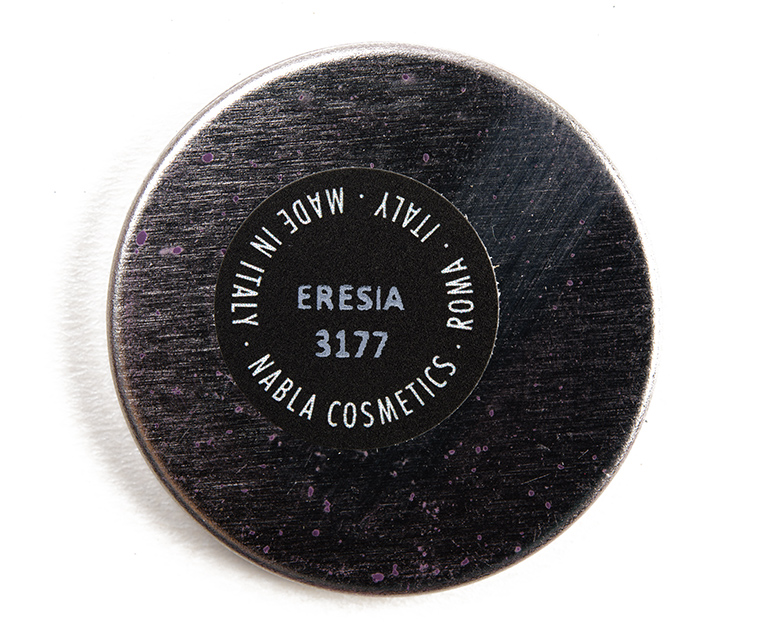 ERESIA
3177
NABLA COSMETICS · ROMA · ITALY · MADE IN ITALY ·